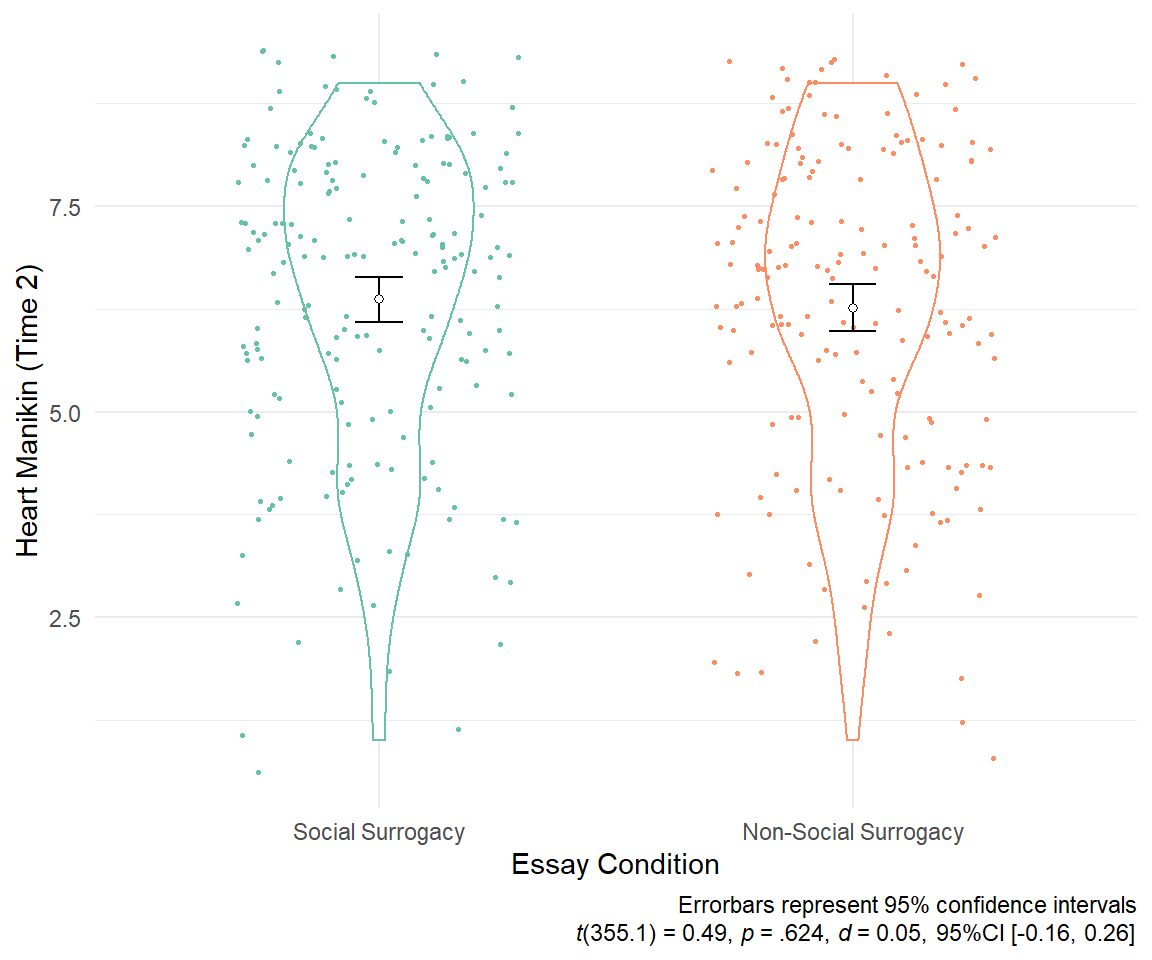 Heart Manikin (Time 2)
7.5
5.0
2.5
Social Surrogacy
Non-Social Surrogacy
Essay Condition
Errorbars represent 95% confidence intervals
t(355.1) = 0.49, p = .624, d = 0.05, 95%CI [-0.16, 0.26]